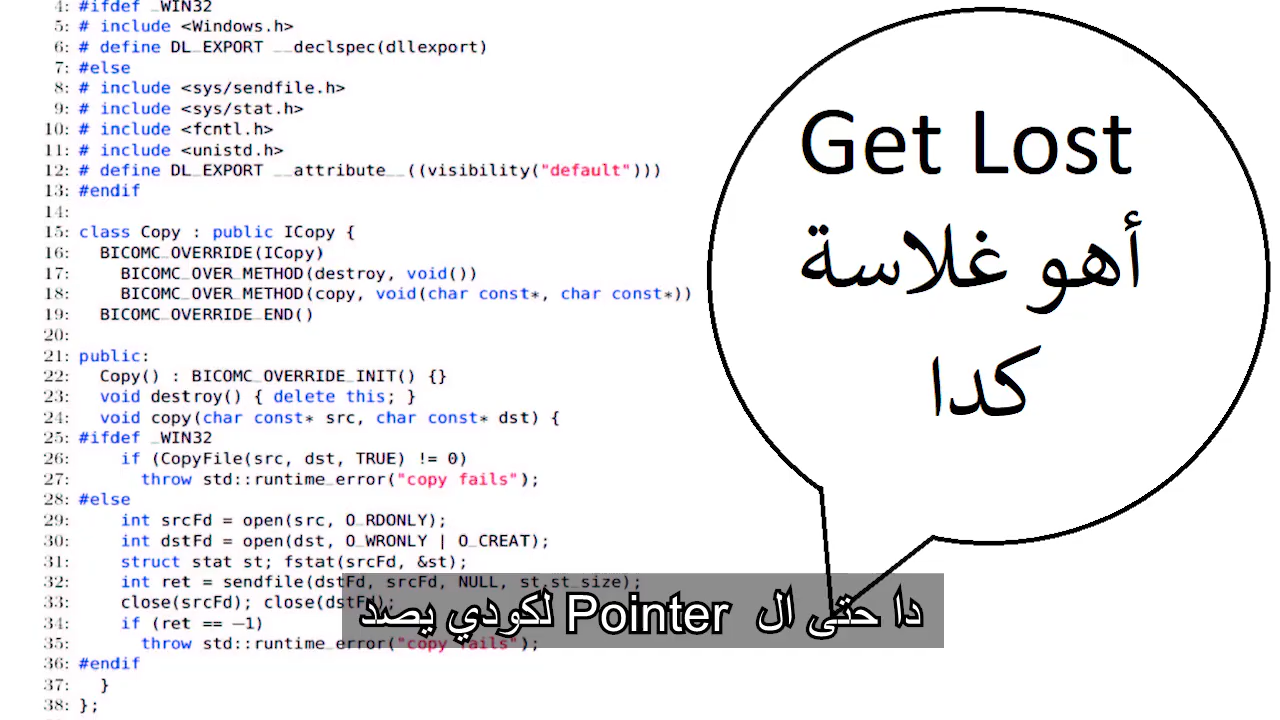 4: #ifdef _WIN32
5: # include <Windows.h>
6: # define DL_EXPORT __declspec(dllexport)
7: #else
8: # include <sys/sendfile.h>
9: # include <sys/stat.h>
10: # include <fcntl.h>
11: # include <unistd.h>
12: # define DL_EXPORT __attribute__((visibility("default")))
13: #endif
14:
15: class Copy : public ICopy {
16: BICOMC_OVERRIDE(ICopy)
17: BICOMC_OVER_METHOD(destroy, void())
18: BICOMC_OVER_METHOD(copy, void(char const*, char const*))
19: BICOMC_OVERRIDE_END()
20:
21: public:
22: Copy() : BICOMC_OVERRIDE_INIT() {}
23: void destroy() { delete this; }
24: void copy(char const* src, char const* dst) {
25: #ifdef _WIN32
26: if (CopyFile(src, dst, TRUE) != 0)
27: throw std::runtime_error("copy fails");
28: #else
29: int srcFd = open(src, O_RDONLY);
30: int dstFd = open(dst, O_WRONLY | O_CREAT);
31: struct stat st; fstat(srcFd, &st);
32: int ret = sendfile(dstFd, srcFd, NULL, st.st_size);
33: close(srcFd); close(dstFd);
34: if (ret == −1)
35: throw std::runtime_error("copy fails");
36: #endif
37: }
38: };
Get Lost
أهو غلاسة
كدا
دا حتى ال Pointer لكودي يصد